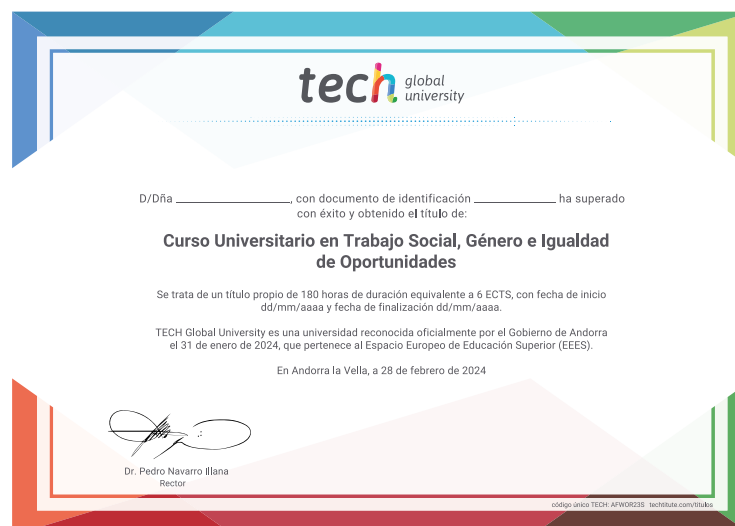 tech global
university
D/Dña ____________, con documento de identificación ____________ ha superado
con éxito y obtenido el título de:
Curso Universitario en Trabajo Social, Género e Igualdad
de Oportunidades
Se trata de un título propio de 180 horas de duración equivalente a 6 ECTS, con fecha de inicio
dd/mm/aaaa y fecha de finalización dd/mm/aaaa.
TECH Global University es una universidad reconocida oficialmente por el Gobierno de Andorra
el 31 de enero de 2024, que pertenece al Espacio Europeo de Educación Superior (EEES).
En Andorra la Vella, a 28 de febrero de 2024
Dr. Pedro Navarro Illana
Rector
código único TECH: AFWOR23S techtitute.com/titulos